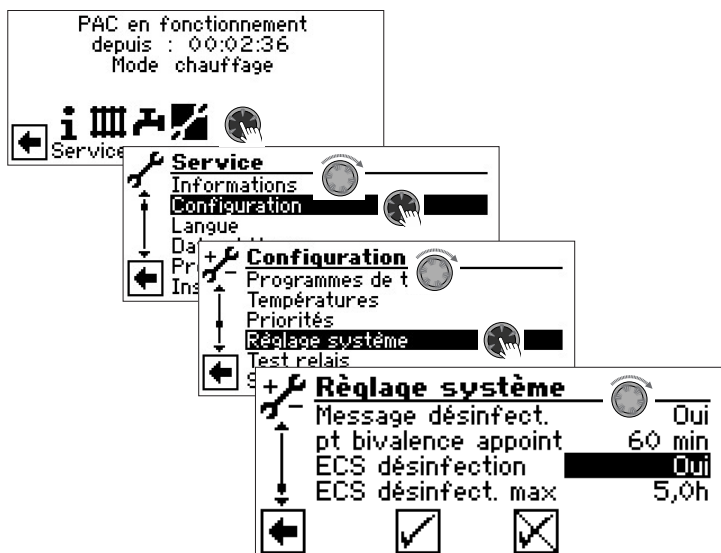 PAC en fonctionnement
depuis : 00:02:36
Mode chauffage
i
Service
Service
Informations
Configuration
Langue
Configuration
Programmes de t
Températures
Priorités
Réglage système
Test relais
Règlage système
Message désinfect. Oui
pt bivalence appoint 60 min
ECS désinfection Oui
ECS désinfect. max 5,0h